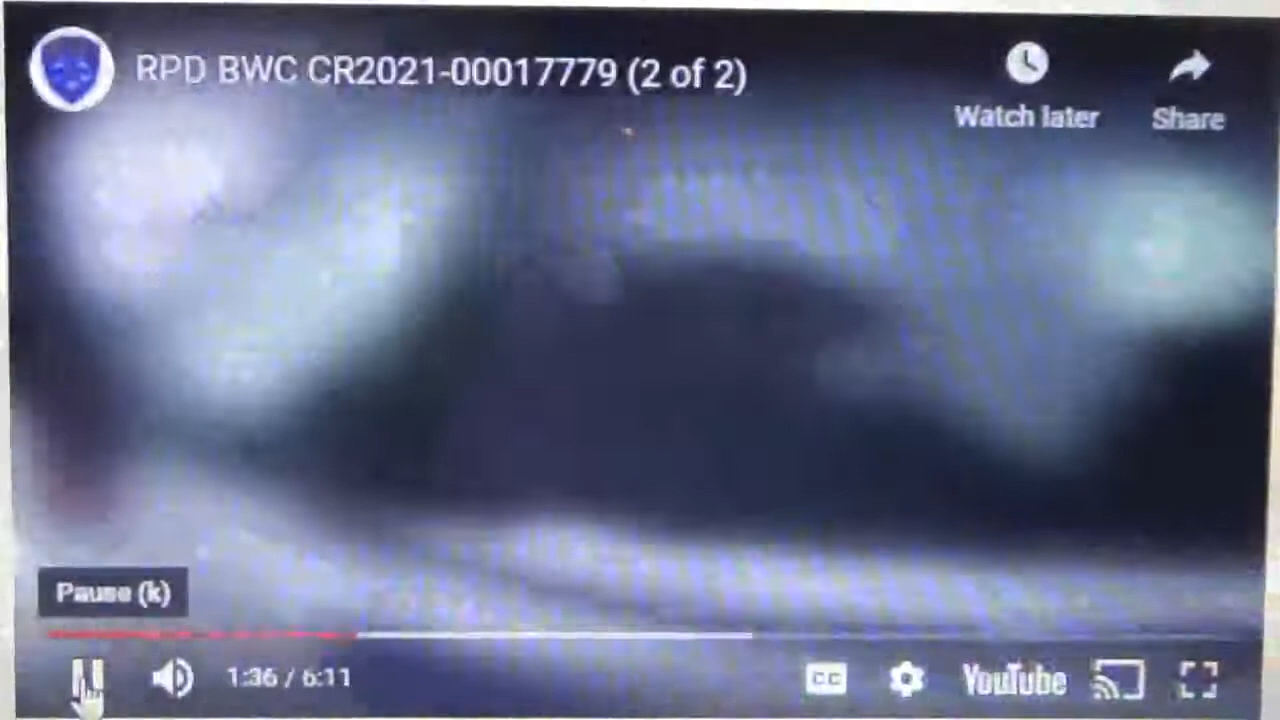 RPD BWC CR2021-00017779 (2 of 2)
Watch later
Share
Pause (k)
1:36 / 6:11
CC
YouTube